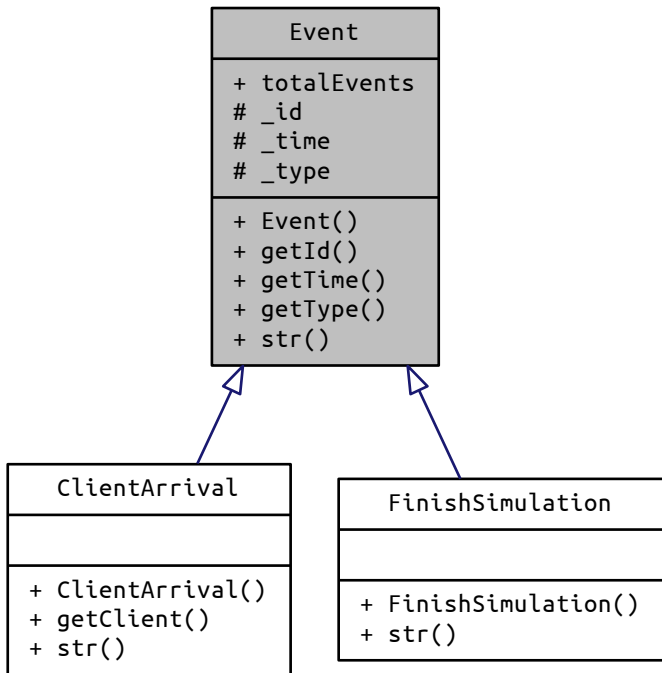 Event
+ totalEvents
# _id
# _time
# _type
+ Event()
+ getId()
+ getTime()
+ getType()
+ str()
ClientArrival
+ ClientArrival()
+ getClient()
+ str()
FinishSimulation
+ FinishSimulation()
+ str()